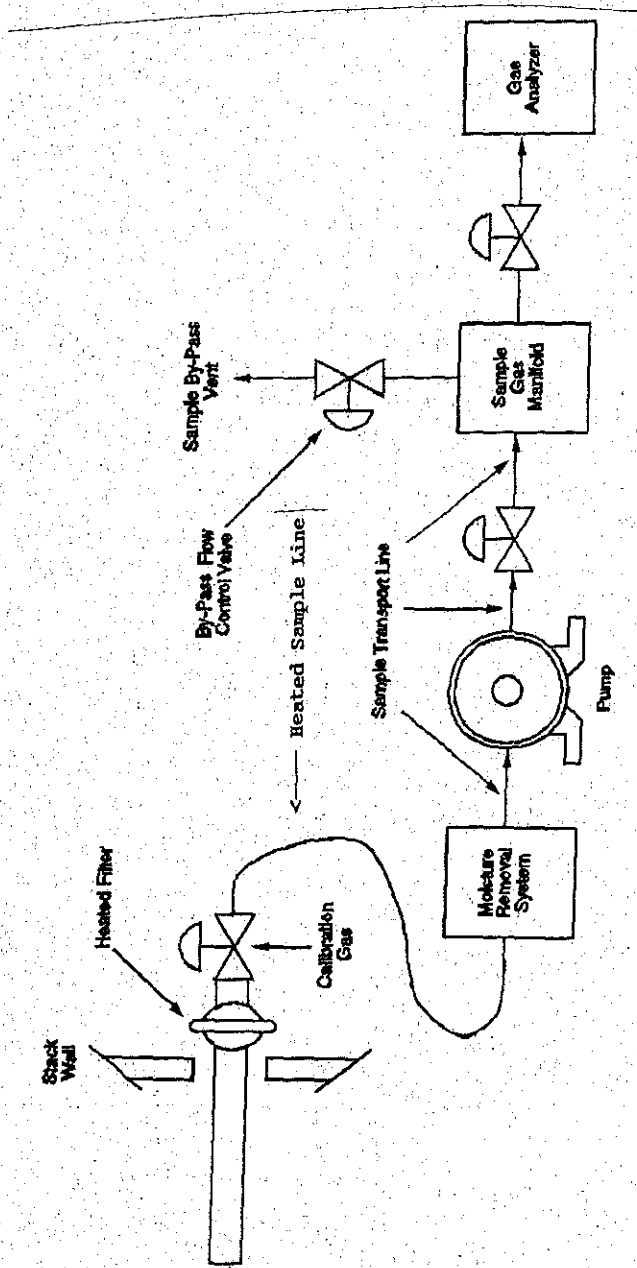 Stack
Wall
Heated Filter
Calibration
Gas
<—— Heated Sample Line
By-Pass Flow
Control Valve
Sample By-Pass
Vent
Moisture
Removal
System
Sample Transport Line
Pump
Sample
Gas
Manifold
Gas
Analyzer